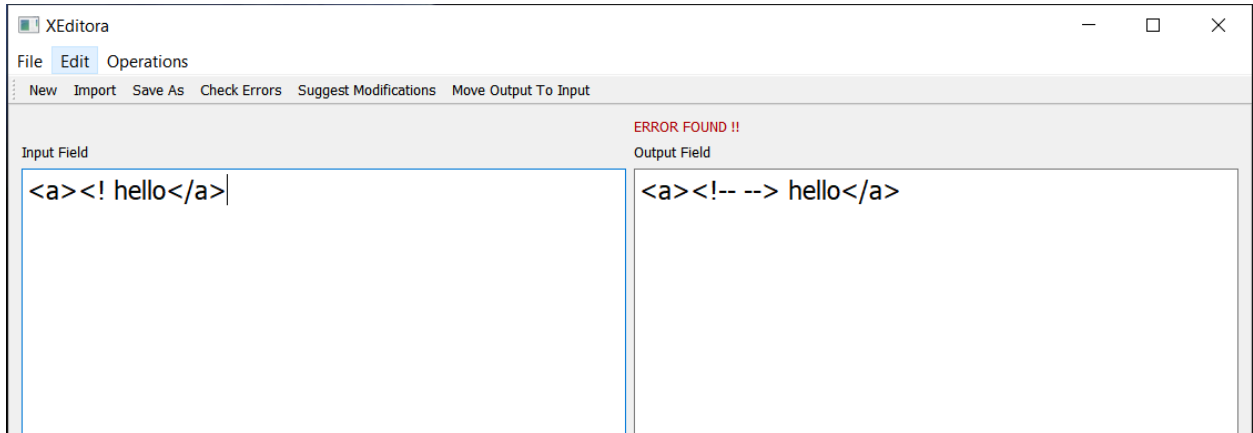 XEditora
File Edit Operations
New Import Save As Check Errors Suggest Modifications Move Output To Input
ERROR FOUND !!
Input Field Output Field
<a><! hello</a> <a><!-- --> hello</a>